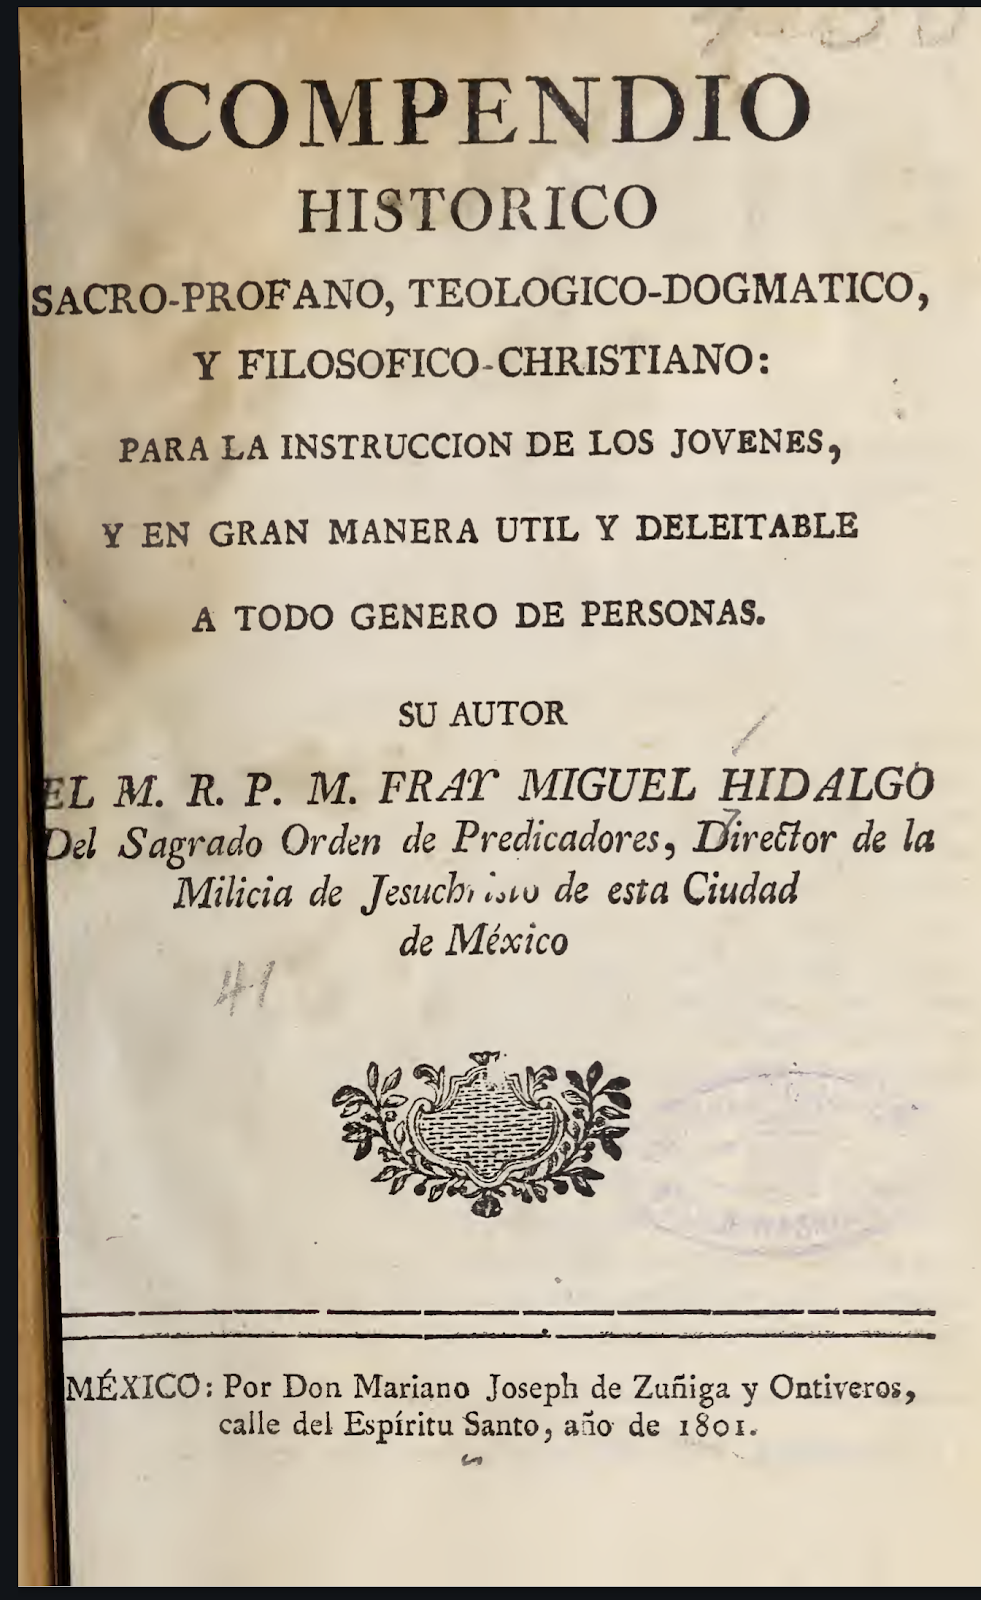 COMPENDIO
HISTORICO
SACRO-PROFANO, TEOLOGICO-DOGMATICO,
Y FILOSOFICO-CHRISTIANO:
PARA LA INSTRUCCION DE LOS JOVENES,
Y EN GRAN MANERA UTIL Y DELEITABLE
A TODO GENERO DE PERSONAS.
SU AUTOR
EL M. R. P. M. FRAY MIGUEL HIDALGO
Del Sagrado Orden de Predicadores, Director de la
Milicia de Jesuchristo de esta Ciudad
de México
41
MÉXICO: Por Don Mariano Joseph de Zuñiga y Ontiveros,
calle del Espíritu Santo, año de 1801.